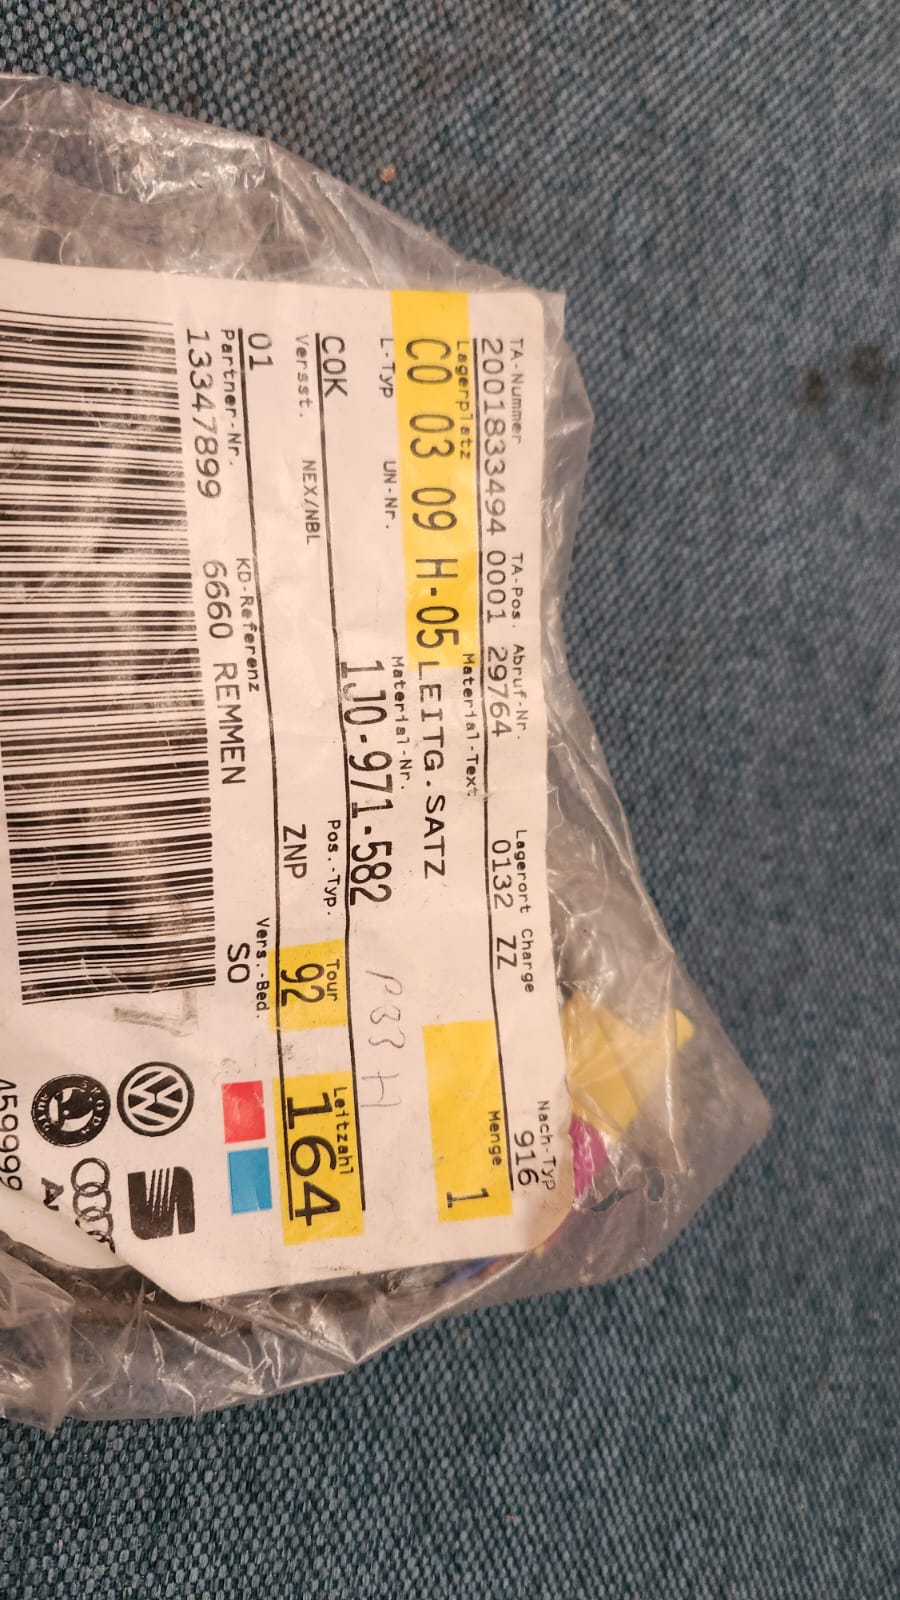 TA-Nummer TA-Pos. Abruf-Nr. Lagerort Charge Nach-Typ
2001833494 0001 29764 0132 ZZ 916
Lagerplatz Material-Text Menge
C0 03 09 H-05 LEITG.SATZ 1
L-Typ UN-Nr. Material-Nr.
COK 1J0-971-582
Versst. NEX/NBL Pos.-Typ. Tour Leitzahl
01 ZNP 92 164
Partner-Nr. KD-Referenz Vers.-Bed.
13347899 6660 REMMEN SO
S
459999